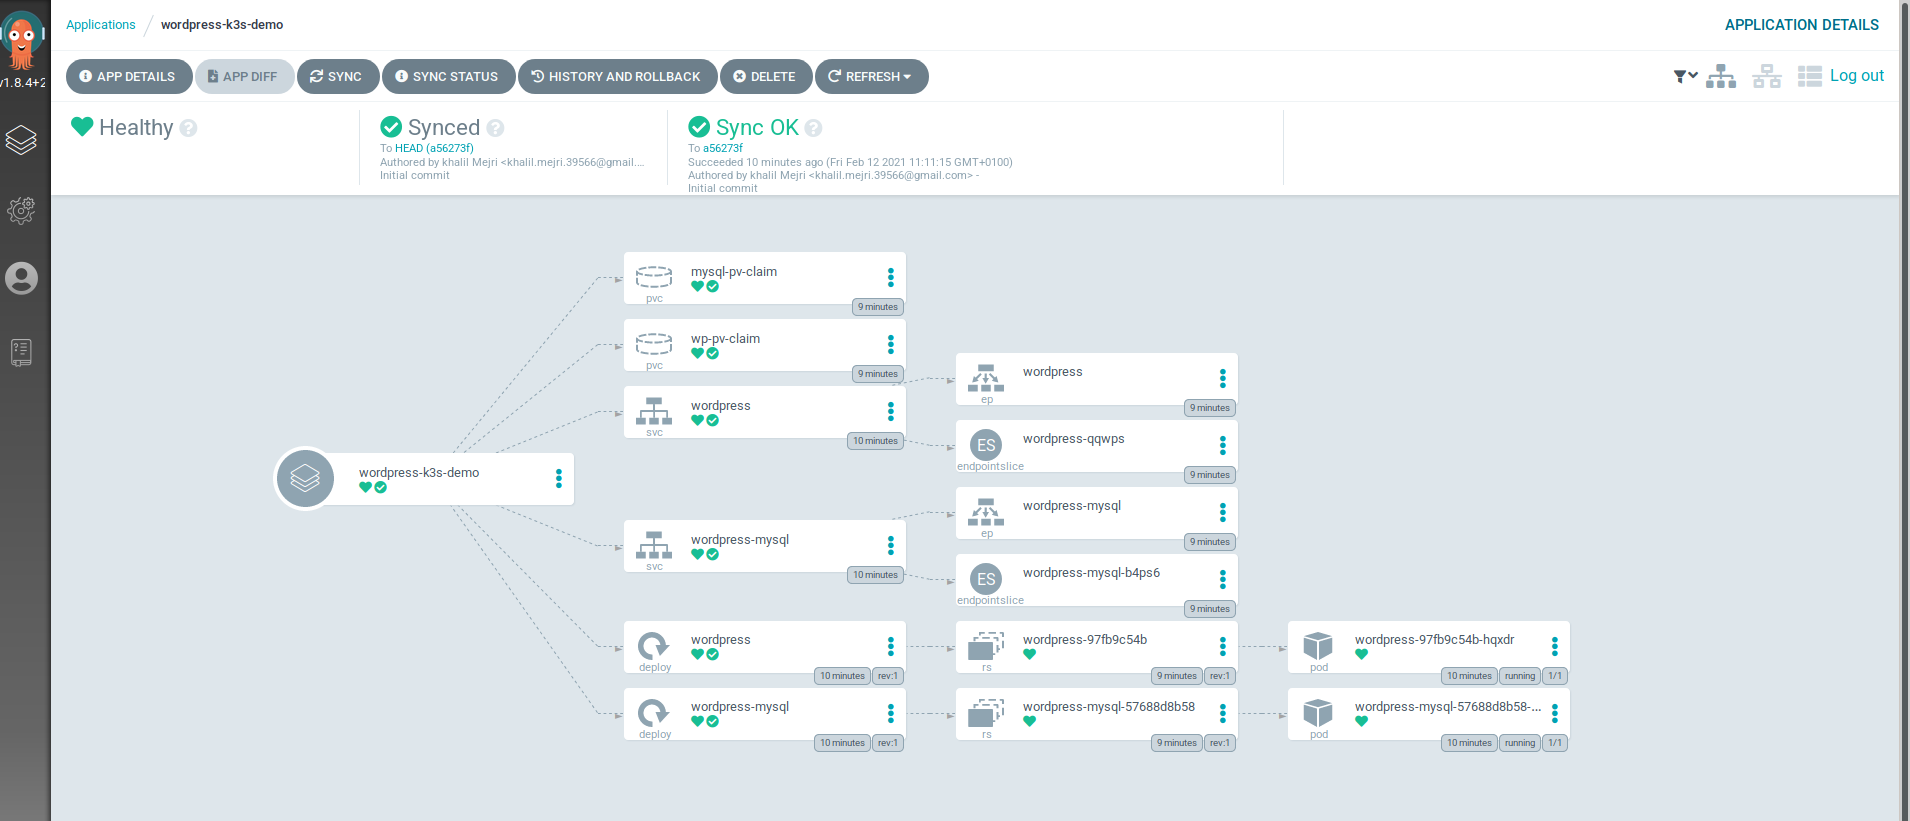 Applications / wordpress-k3s-demo
APPLICATION DETAILS
v1.8.4+2
APP DETAILS
APP DIFF
SYNC
SYNC STATUS
HISTORY AND ROLLBACK
DELETE
REFRESH
Log out
Healthy ?
Synced ?
To HEAD (a56273f)
Authored by khalil Mejri <khalil.mejri.39566@gmail....
Initial commit
Sync OK ?
To a56273f
Succeeded 10 minutes ago (Fri Feb 12 2021 11:11:15 GMT+0100)
Authored by khalil Mejri <khalil.mejri.39566@gmail.com> -
Initial commit
wordpress-k3s-demo
mysql-pv-claim
pvc
9 minutes
wp-pv-claim
pvc
9 minutes
wordpress
svc
10 minutes
wordpress-mysql
svc
10 minutes
wordpress
deploy
10 minutes
rev:1
wordpress-mysql
deploy
10 minutes
rev:1
wordpress
ep
9 minutes
ES
wordpress-qqwps
endpointslice
9 minutes
wordpress-mysql
ep
9 minutes
ES
wordpress-mysql-b4ps6
endpointslice
9 minutes
wordpress-97fb9c54b
rs
9 minutes
rev:1
wordpress-mysql-57688d8b58
rs
9 minutes
rev:1
wordpress-97fb9c54b-hqxdr
pod
10 minutes
running
1/1
wordpress-mysql-57688d8b58-...
pod
10 minutes
running
1/1